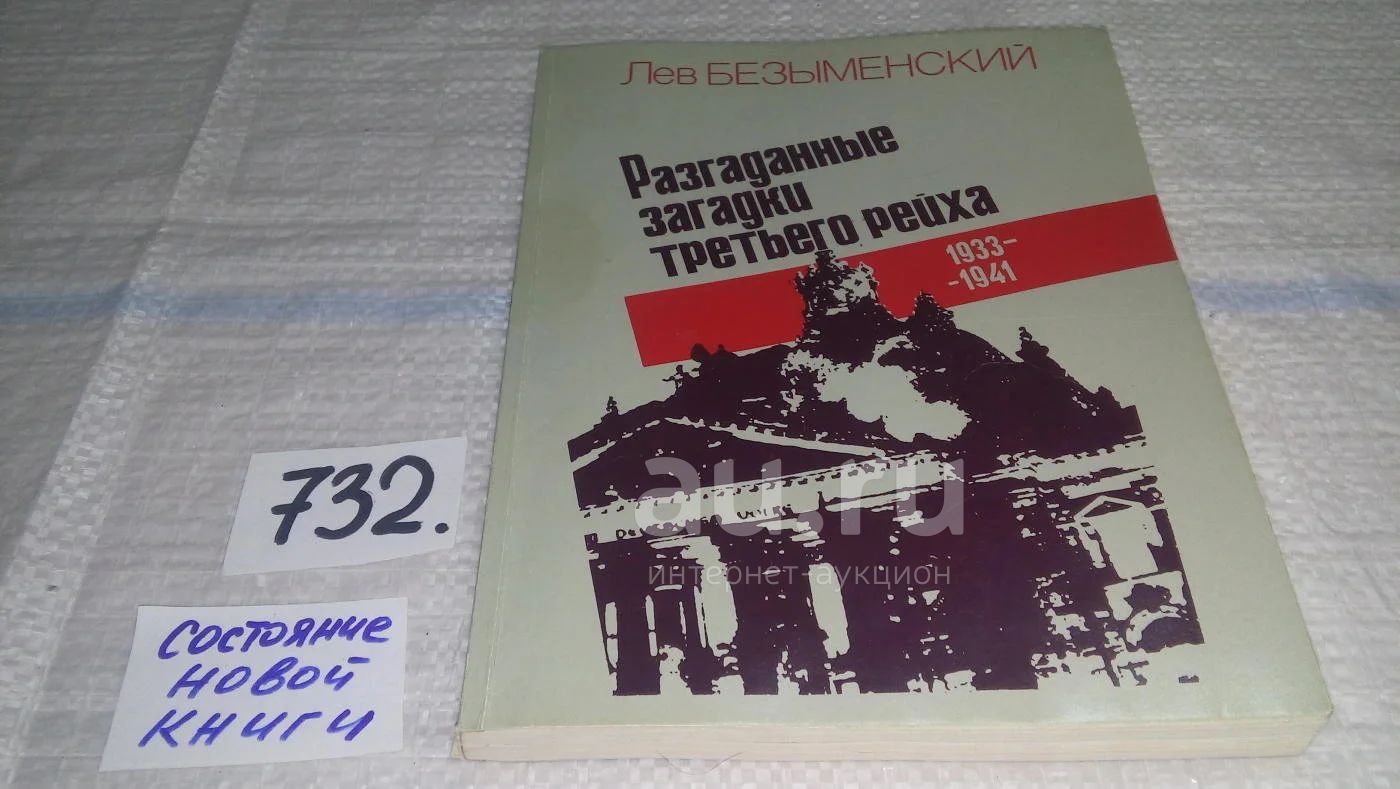 Лев БЕЗЫМЕНСКИЙ
Разгаданные
загадки
третьего рейха
1933-
-1941
au.ru
интернет-аукцион
732.
состояние
новой
книги